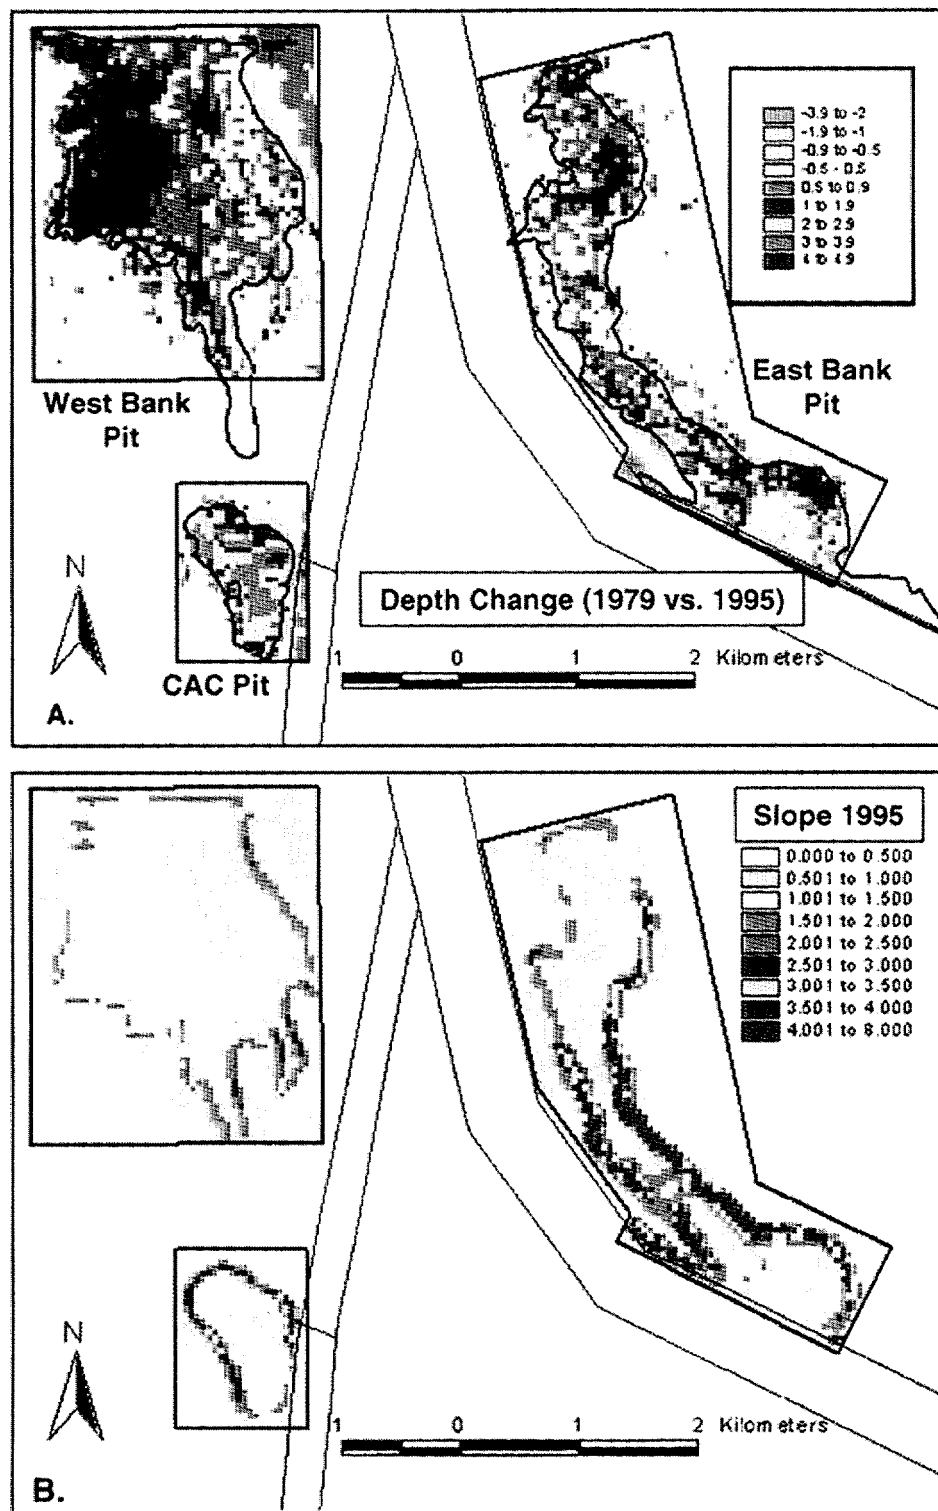 -3.9 to -2
-1.9 to -1
-0.9 to -0.5
-0.5 - 0.5
0.5 to 0.9
1 to 1.9
2 to 2.9
3 to 3.9
4 to 4.9
West Bank
Pit
East Bank
Pit
N
Depth Change (1979 vs. 1995)
CAC Pit
1 0 1 2 Kilometers
A.
Slope 1995
0.000 to 0.500
0.501 to 1.000
1.001 to 1.500
1.501 to 2.000
2.001 to 2.500
2.501 to 3.000
3.001 to 3.500
3.501 to 4.000
4.001 to 8.000
N
1 0 1 2 Kilometers
B.